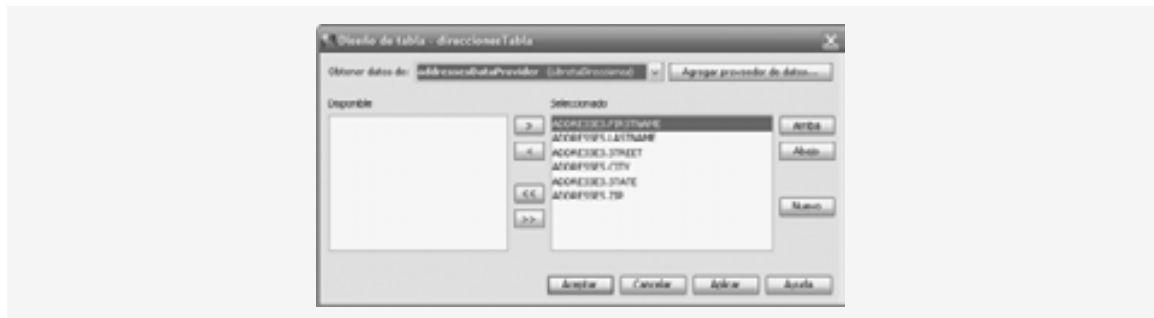 Diseño de tabla - direccionesTabla
Obtener datos de: addressesDataProvider (LibretaDirecciones) Agregar proveedor de datos...
Disponible Seleccionado
> ADDRESSES.FIRSTNAME Arriba
ADDRESSES.LASTNAME
< ADDRESSES.STREET Abajo
ADDRESSES.CITY
ADDRESSES.STATE
<< ADDRESSES.ZIP
Nuevo
>>
Aceptar Cancelar Aplicar Ayuda